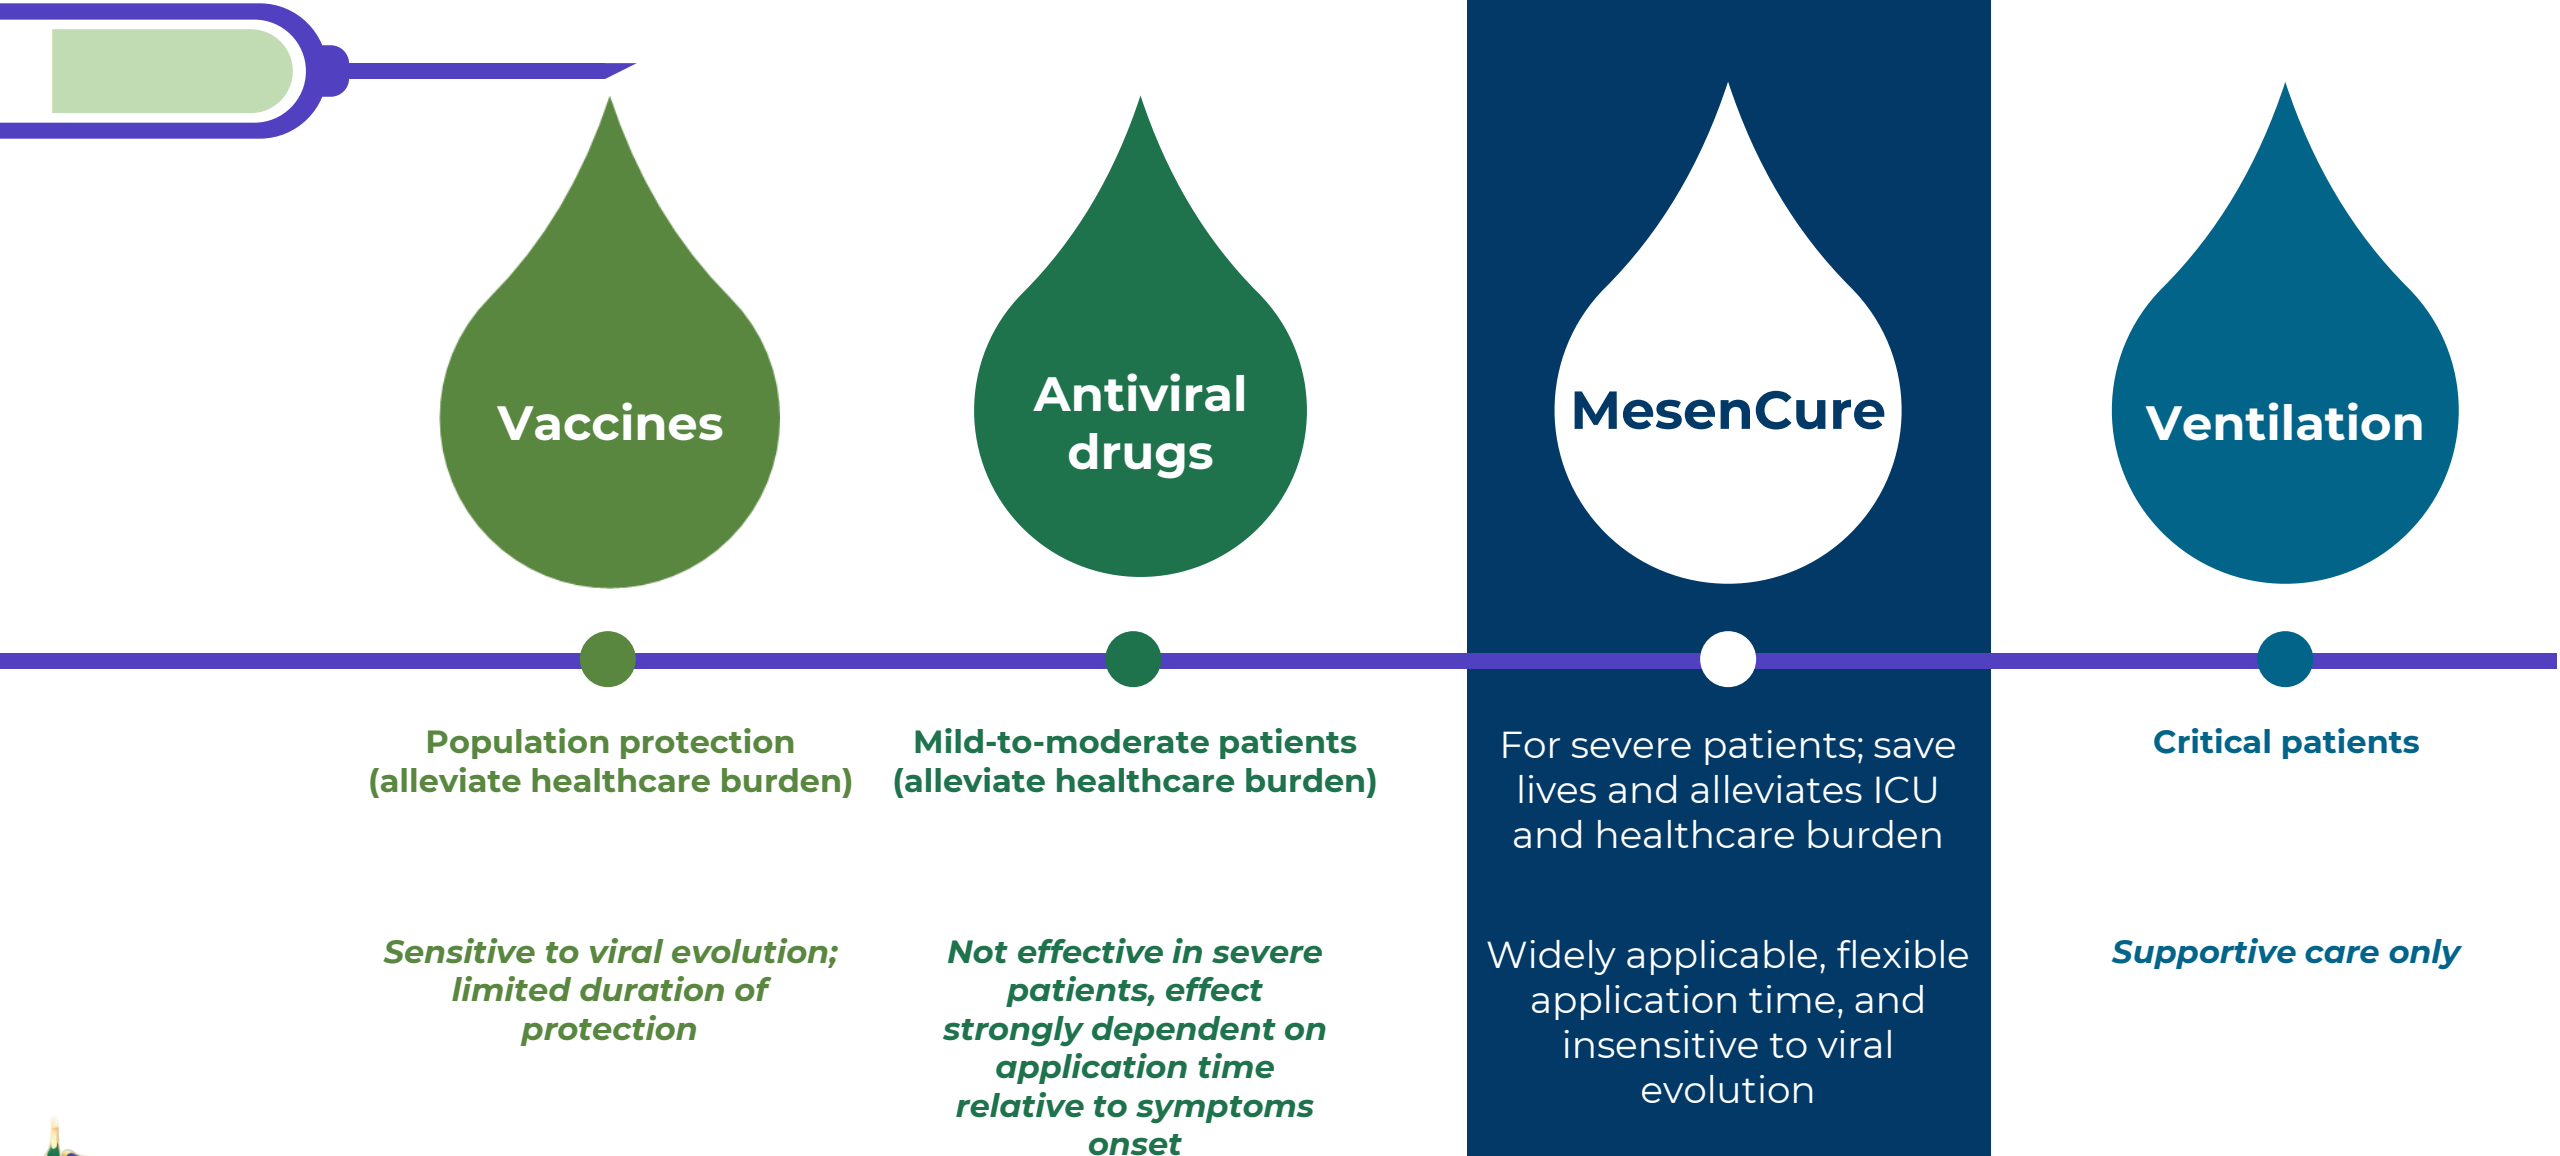 Vaccines
Antiviral
drugs
MesenCure
Ventilation
Population protection
(alleviate healthcare burden)
Mild-to-moderate patients
(alleviate healthcare burden)
For severe patients; save
lives and alleviates ICU
and healthcare burden
Critical patients
Sensitive to viral evolution;
limited duration of
protection
Not effective in severe
patients, effect
strongly dependent on
application time
relative to symptoms
onset
Widely applicable, flexible
application time, and
insensitive to viral
evolution
Supportive care only